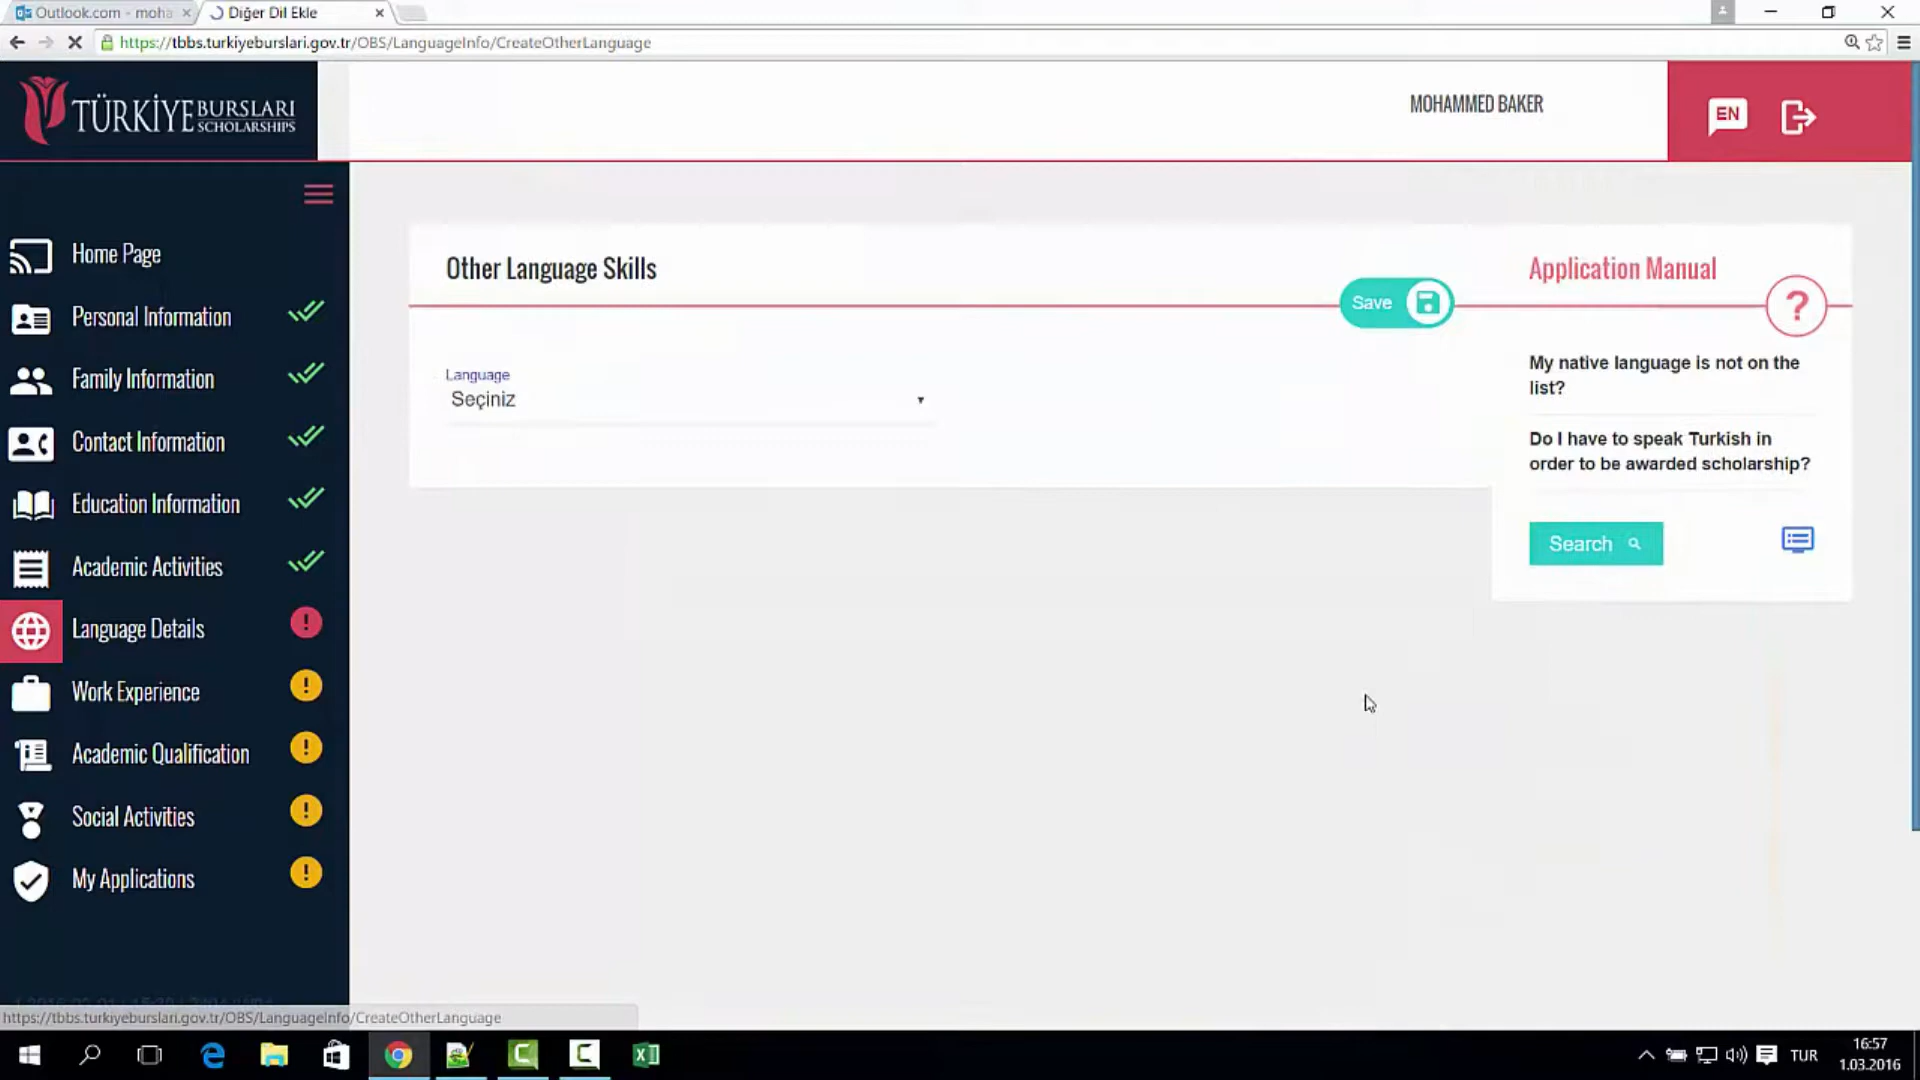 Outlook.com - moha
Diğer Dil Ekle
https://tbbs.turkiyeburslari.gov.tr/OBS/LanguageInfo/CreateOtherLanguage
TÜRKİYE BURSLARI
SCHOLARSHIPS
MOHAMMED BAKER
EN
Home Page
Personal Information
Family Information
Contact Information
Education Information
Academic Activities
Language Details
Work Experience
Academic Qualification
Social Activities
My Applications
Other Language Skills
Save
Language
Seçiniz
Application Manual
?
My native language is not on the
list?
Do I have to speak Turkish in
order to be awarded scholarship?
Search
https://tbbs.turkiyeburslari.gov.tr/OBS/LanguageInfo/CreateOtherLanguage
TUR
16:57
1.03.2016